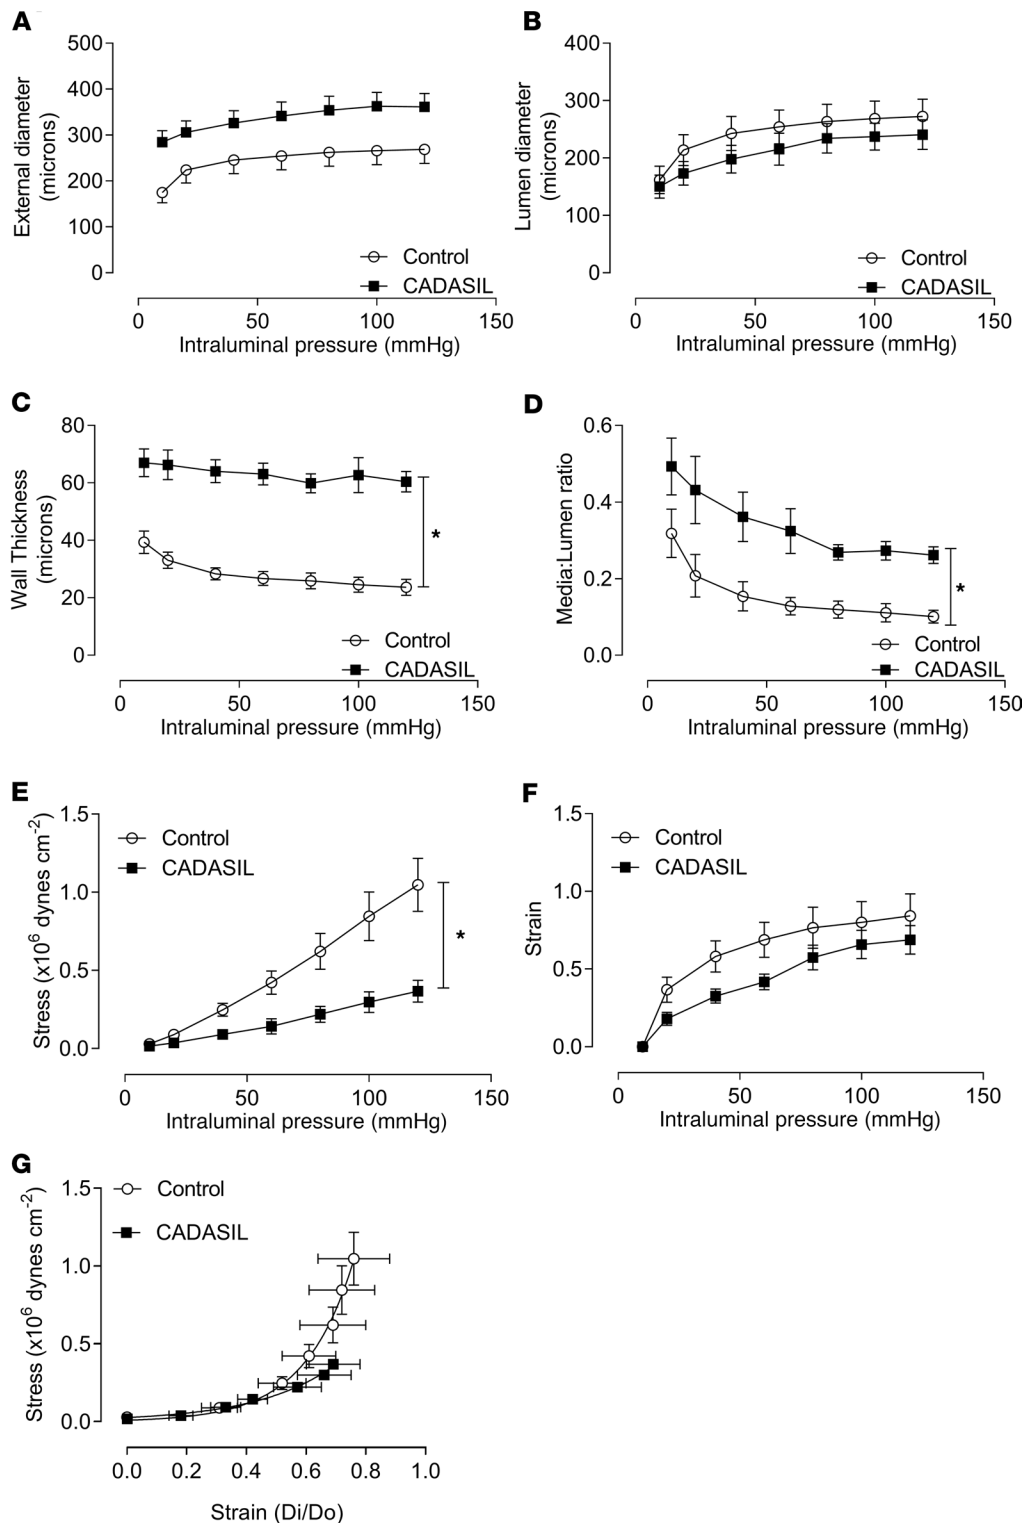 A
External diameter
(microns)
500
400
300
200
100
0
Control
CADASIL
0 50 100 150
Intraluminal pressure (mmHg)
B
Lumen diameter
(microns)
400
300
200
100
0
Control
CADASIL
0 50 100 150
Intraluminal pressure (mmHg)
C
Wall Thickness
(microns)
80
60
40
20
0
*
Control
CADASIL
0 50 100 150
Intraluminal pressure (mmHg)
D
Media:Lumen ratio
0.6
0.4
0.2
0.0
*
Control
CADASIL
0 50 100 150
Intraluminal pressure (mmHg)
E
Stress (x10⁶ dynes cm⁻²)
1.5
1.0
0.5
0.0
Control
CADASIL
*
0 50 100 150
Intraluminal pressure (mmHg)
F
Strain
1.5
1.0
0.5
0.0
Control
CADASIL
0 50 100 150
Intraluminal pressure (mmHg)
G
Stress (x10⁶ dynes cm⁻²)
1.5
1.0
0.5
0.0
Control
CADASIL
0.0 0.2 0.4 0.6 0.8 1.0
Strain (Di/Do)